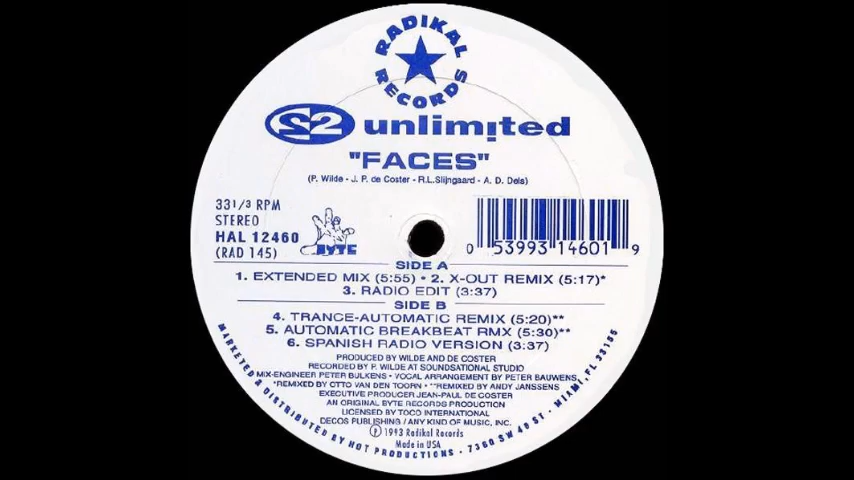 RADIKAL
RECORDS
2 unlimited
"FACES"
(P. Wilde - J. P. de Coster - R.L. Slijngaard - A. D. Dels)
33 1/3 RPM
STEREO
HAL 12460
(RAD 145)
BYTE
0 53993 14601 9
SIDE A
1. EXTENDED MIX (5:55) • 2. X-OUT REMIX (5:17)*
3. RADIO EDIT (3:37)
SIDE B
4. TRANCE-AUTOMATIC REMIX (5:20)**
5. AUTOMATIC BREAKBEAT RMX (5:30)**
6. SPANISH RADIO VERSION (3:37)
PRODUCED BY WILDE AND DE COSTER
RECORDED BY P. WILDE AT SOUNDSATIONAL STUDIO
MIX-ENGINEER PETER BULKENS • VOCAL ARRANGEMENT BY PETER BAUWENS
*REMIXED BY OTTO VAN DEN TOORN • **REMIXED BY ANDY JANSSENS
EXECUTIVE PRODUCER JEAN-PAUL DE COSTER
AN ORIGINAL BYTE RECORDS PRODUCTION
LICENSED BY TOCO INTERNATIONAL
DECOS PUBLISHING / ANY KIND OF MUSIC, INC.
℗ 1993 Radikal Records
Made in USA
MARKETED & DISTRIBUTED BY HOT PRODUCTIONS - 7360 SW 49 ST - MIAMI, FL 33155